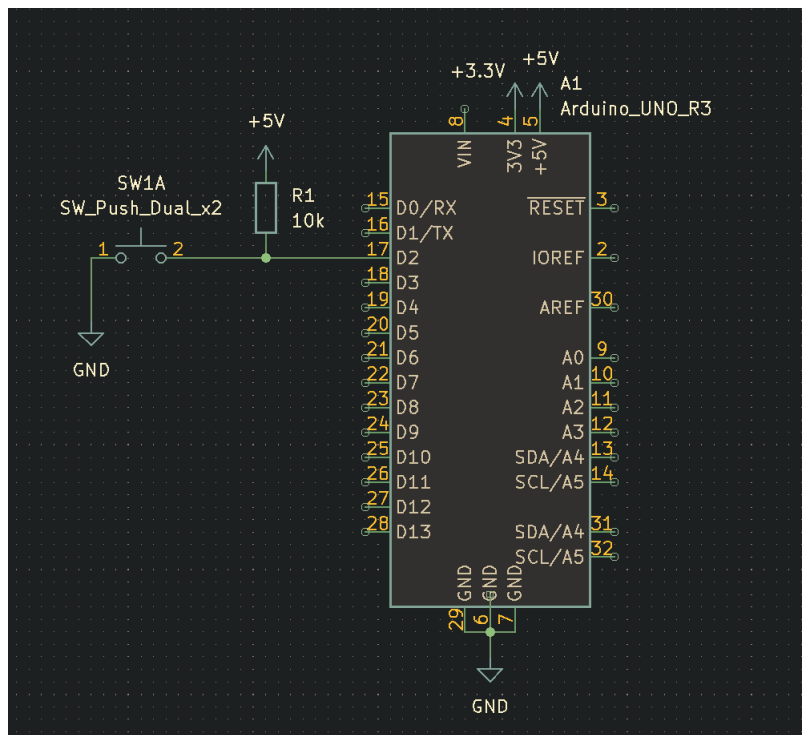 +5V
+3.3V
A1
Arduino_UNO_R3
8
4
5
VIN
3V3
+5V
+5V
R1
10k
SW1A
SW_Push_Dual_x2
1
2
GND
15 D0/RX
16 D1/TX
17 D2
18 D3
19 D4
20 D5
21 D6
22 D7
23 D8
24 D9
25 D10
26 D11
27 D12
28 D13
RESET 3
IOREF 2
AREF 30
A0 9
A1 10
A2 11
A3 12
SDA/A4 13
SCL/A5 14
SDA/A4 31
SCL/A5 32
GND
GND
GND
29
6
7
GND